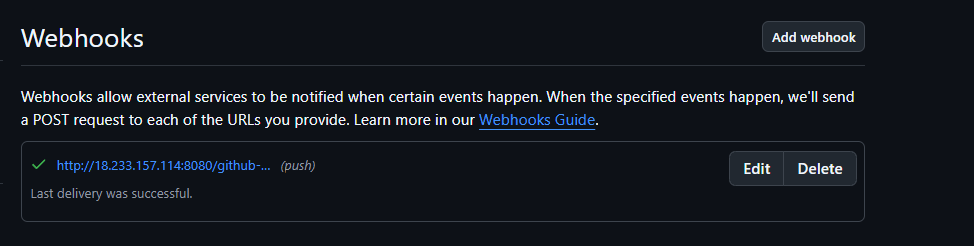 Webhooks
Add webhook
Webhooks allow external services to be notified when certain events happen. When the specified events happen, we'll send
a POST request to each of the URLs you provide. Learn more in our Webhooks Guide.
http://18.233.157.114:8080/github-... (push)
Edit
Delete
Last delivery was successful.